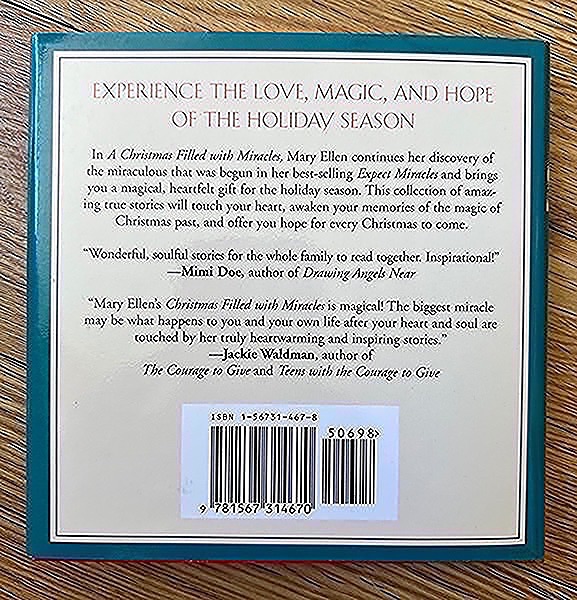 EXPERIENCE THE LOVE, MAGIC, AND HOPE
OF THE HOLIDAY SEASON
In A Christmas Filled with Miracles, Mary Ellen continues her discovery of
the miraculous that was begun in her best-selling Expect Miracles and brings
you a magical, heartfelt gift for the holiday season. This collection of amaz-
ing true stories will touch your heart, awaken your memories of the magic of
Christmas past, and offer you hope for every Christmas to come.
“Wonderful, soulful stories for the whole family to read together. Inspirational!”
—Mimi Doe, author of Drawing Angels Near
“Mary Ellen’s Christmas Filled with Miracles is magical! The biggest miracle
may be what happens to you and your own life after your heart and soul are
touched by her truly heartwarming and inspiring stories.”
—Jackie Waldman, author of
The Courage to Give and Teens with the Courage to Give
ISBN 1-56731-467-8
50698>
9 781567 314670